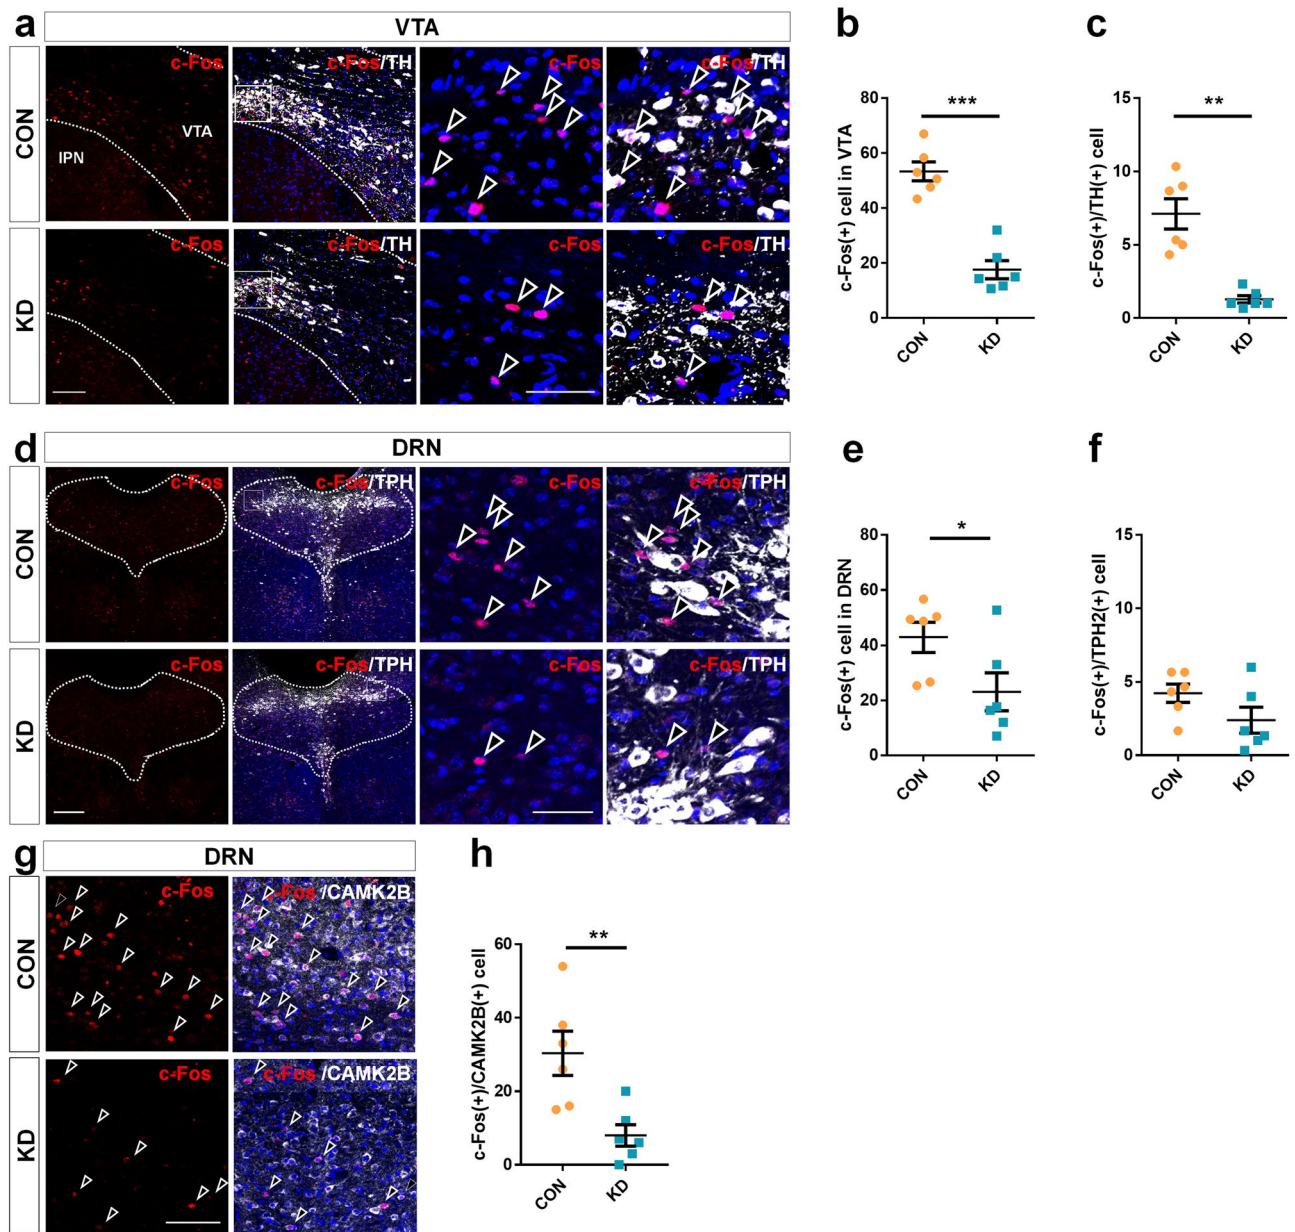 a
VTA
CON
c-Fos
VTA
IPN
c-Fos/TH
c-Fos
c-Fos/TH
KD
c-Fos
c-Fos/TH
c-Fos
c-Fos/TH
b
c-Fos(+) cell in VTA
80
60
40
20
0
***
CON
KD
c
c-Fos(+)/TH(+) cell
15
10
5
0
**
CON
KD
d
DRN
CON
c-Fos
c-Fos/TPH
c-Fos
c-Fos/TPH
KD
c-Fos
c-Fos/TPH
c-Fos
c-Fos/TPH
e
c-Fos(+) cell in DRN
80
60
40
20
0
*
CON
KD
f
c-Fos(+)/TPH2(+) cell
15
10
5
0
CON
KD
g
DRN
CON
c-Fos
c-Fos /CAMK2B
KD
c-Fos
c-Fos /CAMK2B
h
c-Fos(+)/CAMK2B(+) cell
60
40
20
0
**
CON
KD